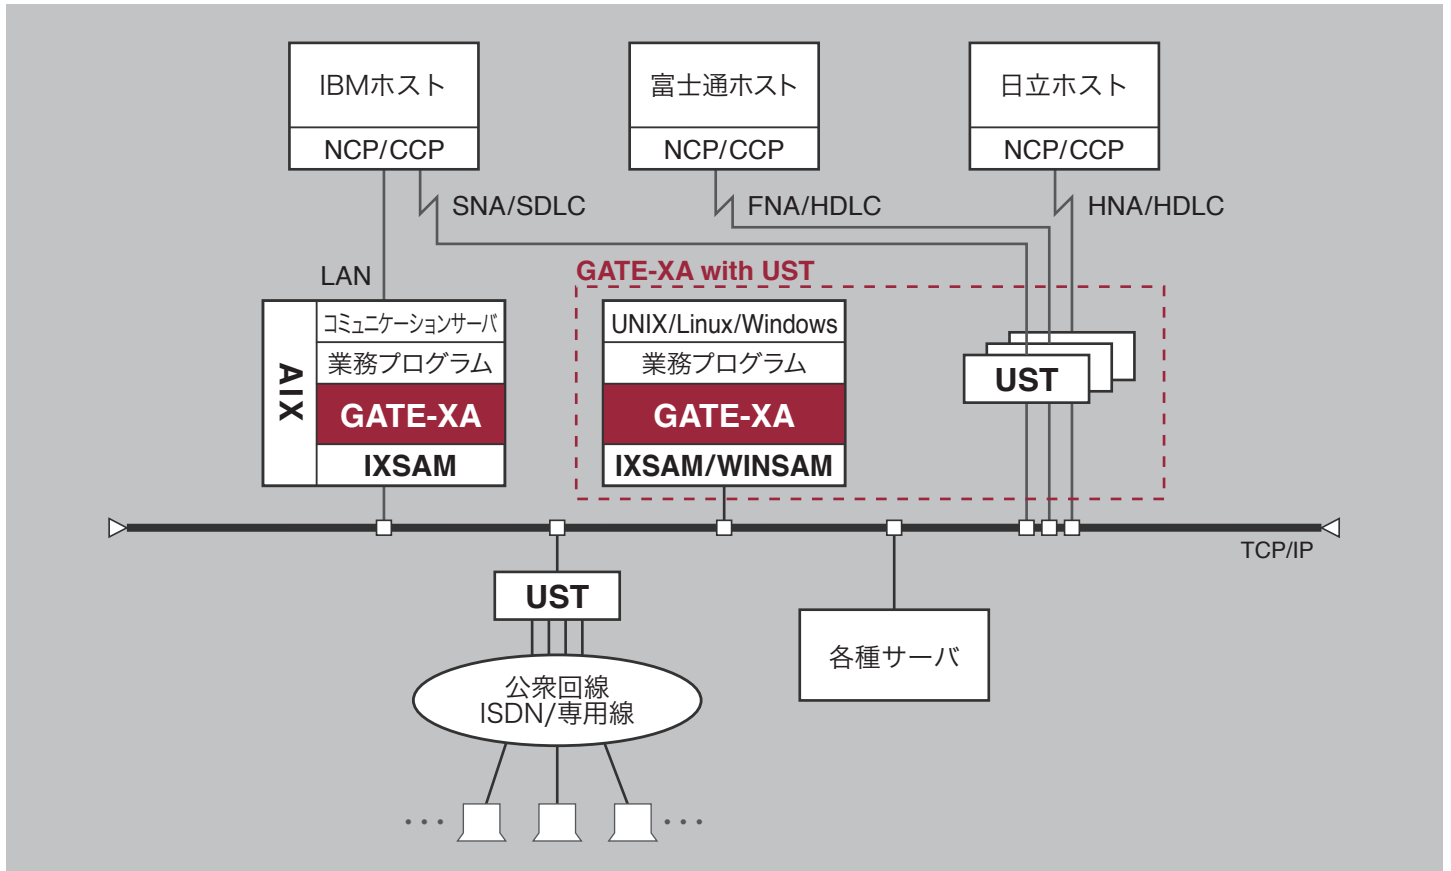 IBMホスト
NCP/CCP
富士通ホスト
NCP/CCP
日立ホスト
NCP/CCP
SNA/SDLC
FNA/HDLC
HNA/HDLC
LAN
GATE-XA with UST
AIX
コミュニケーションサーバ
業務プログラム
GATE-XA
IXSAM
UNIX/Linux/Windows
業務プログラム
GATE-XA
IXSAM/WINSAM
UST
TCP/IP
UST
公衆回線
ISDN/専用線
各種サーバ